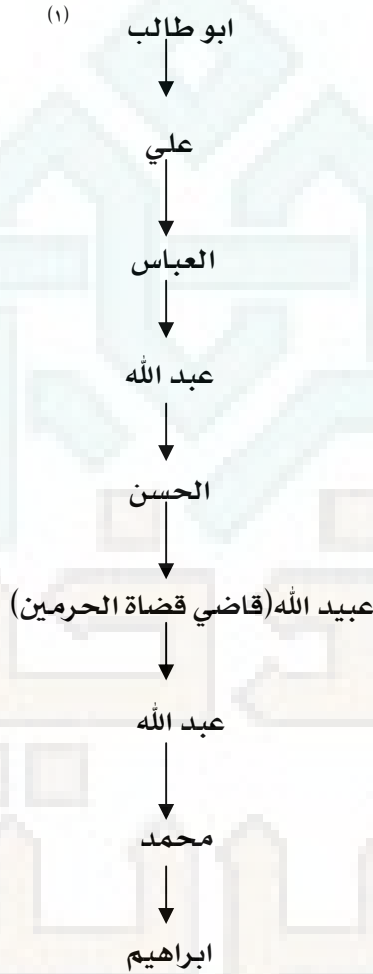 (١)
ابو طالب
علي
العباس
عبد الله
الحسن
عبيد الله(قاضي قضاة الحرمين)
عبد الله
محمد
ابراهيم